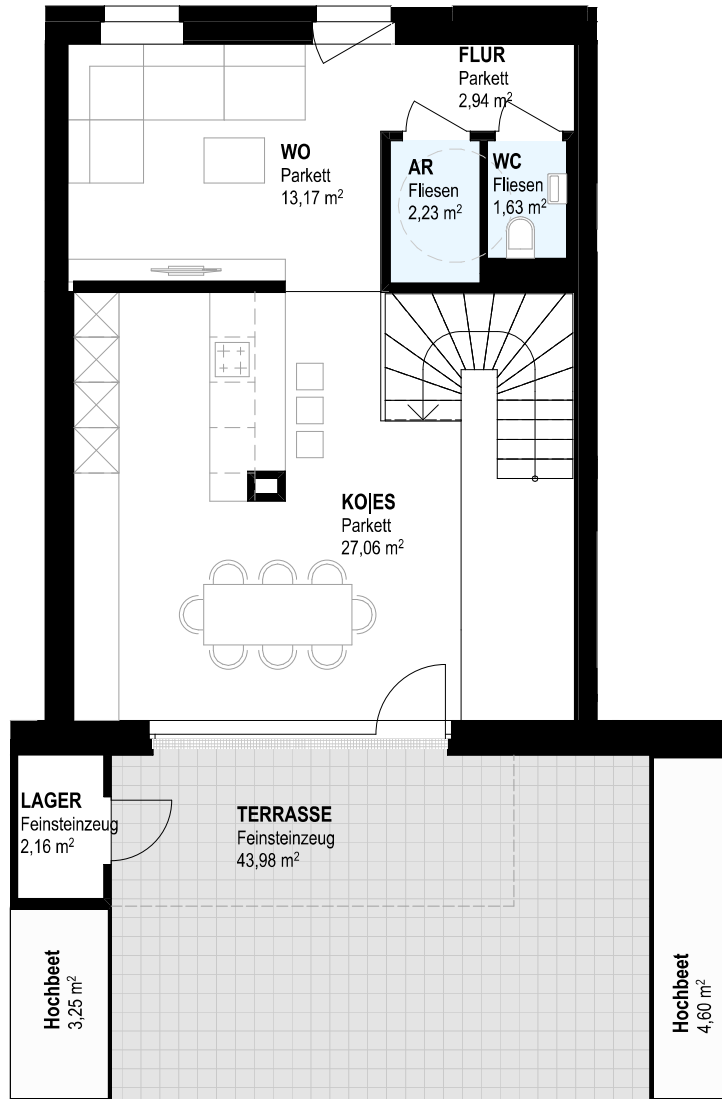 FLUR
Parkett
2,94 m²
WO
Parkett
13,17 m²
AR
Fliesen
2,23 m²
WC
Fliesen
1,63 m²
KO|ES
Parkett
27,06 m²
LAGER
Feinsteinzeug
2,16 m²
TERRASSE
Feinsteinzeug
43,98 m²
Hochbeet
3,25 m²
Hochbeet
4,60 m²